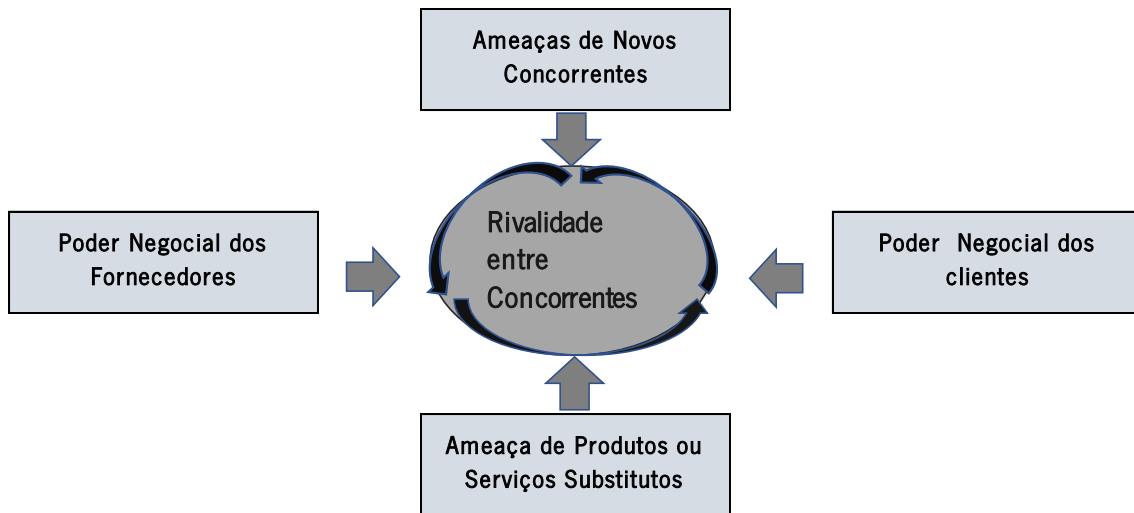 Ameaças de Novos
Concorrentes
Poder Negocial dos
Fornecedores
Rivalidade
entre
Concorrentes
Poder Negocial dos
clientes
Ameaça de Produtos ou
Serviços Substitutos